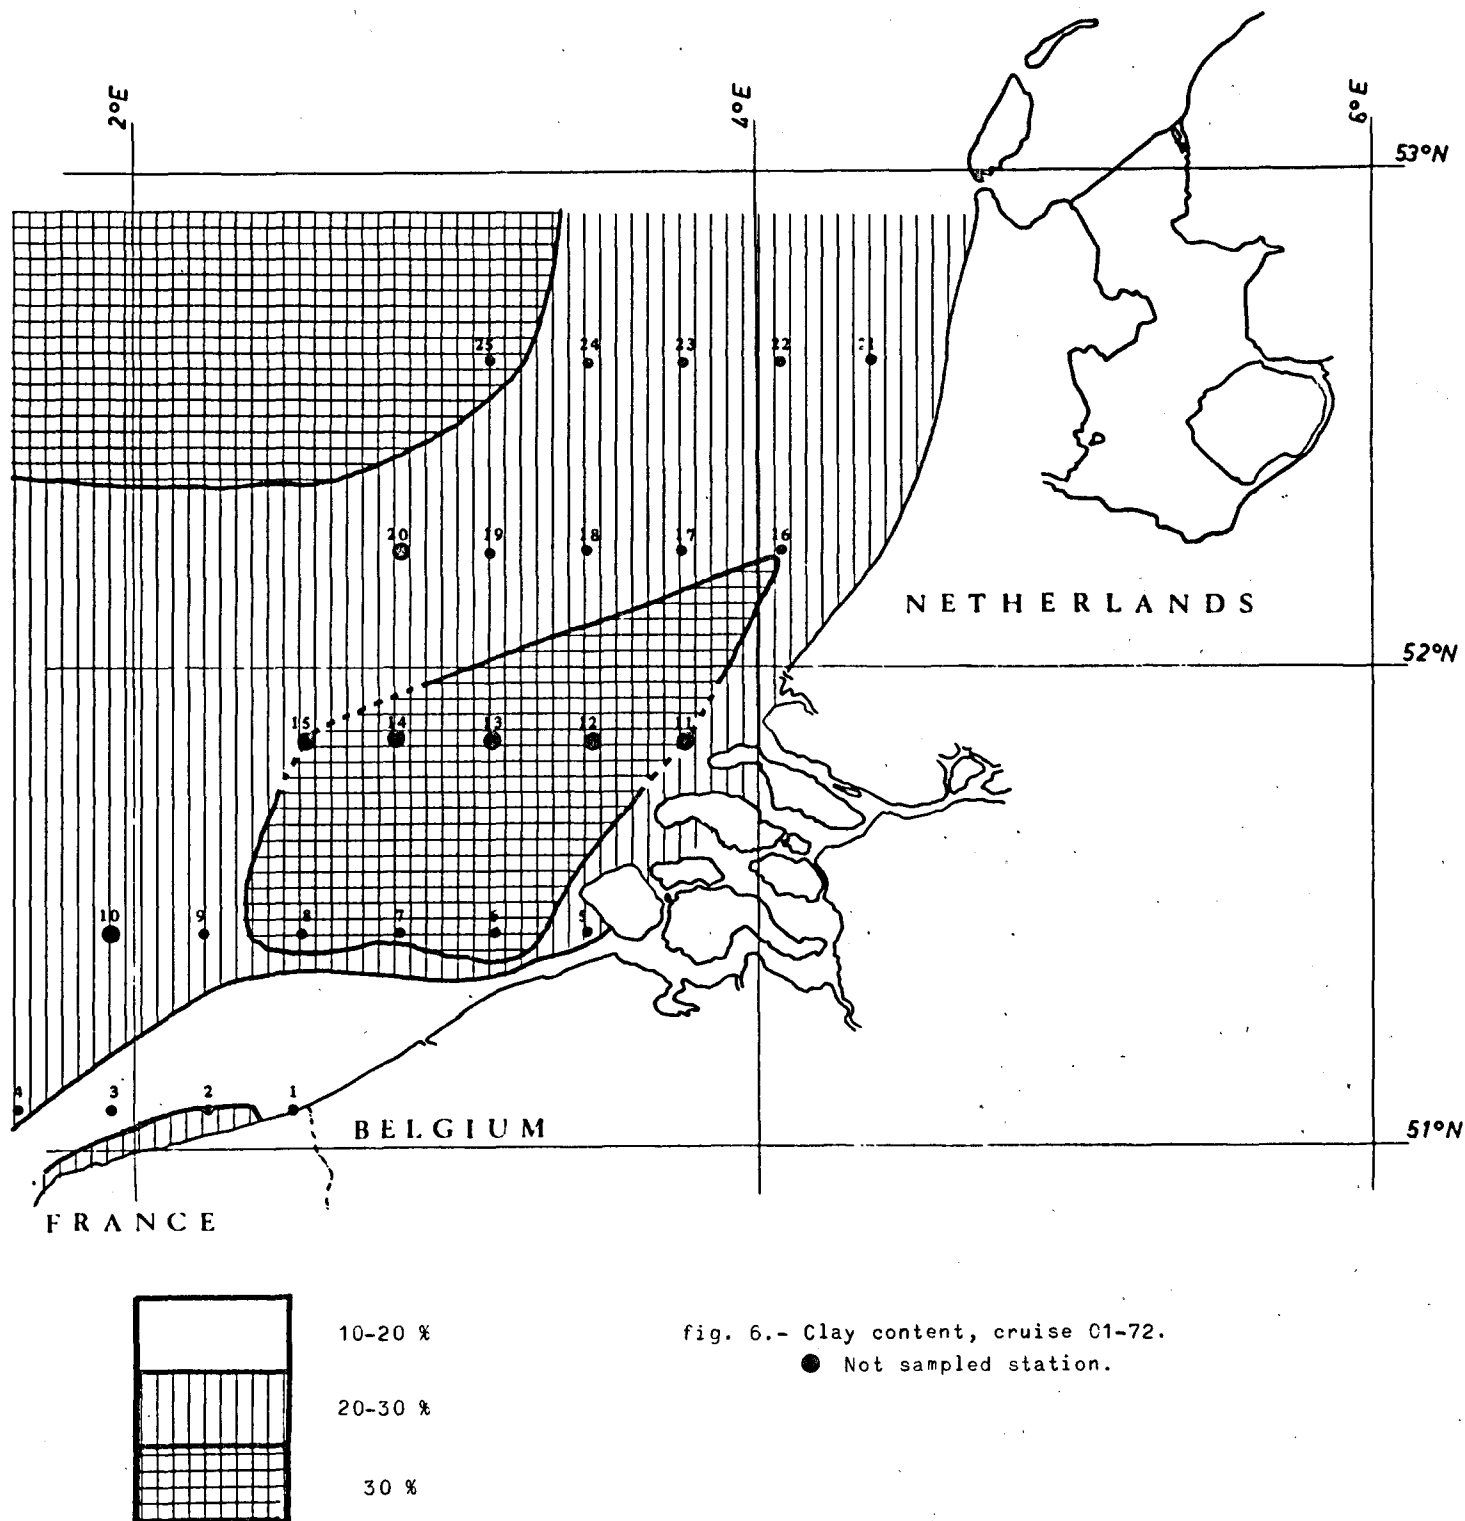 2°E
4°E
6°E
53°N
25 24 23 22 21
20 19 18 17 16
NETHERLANDS
52°N
15 14 13 12 11
10 9 8 7 6 5
4 3 2 1
BELGIUM
51°N
FRANCE
10-20 %
20-30 %
30 %
fig. 6.- Clay content, cruise 01-72.
● Not sampled station.